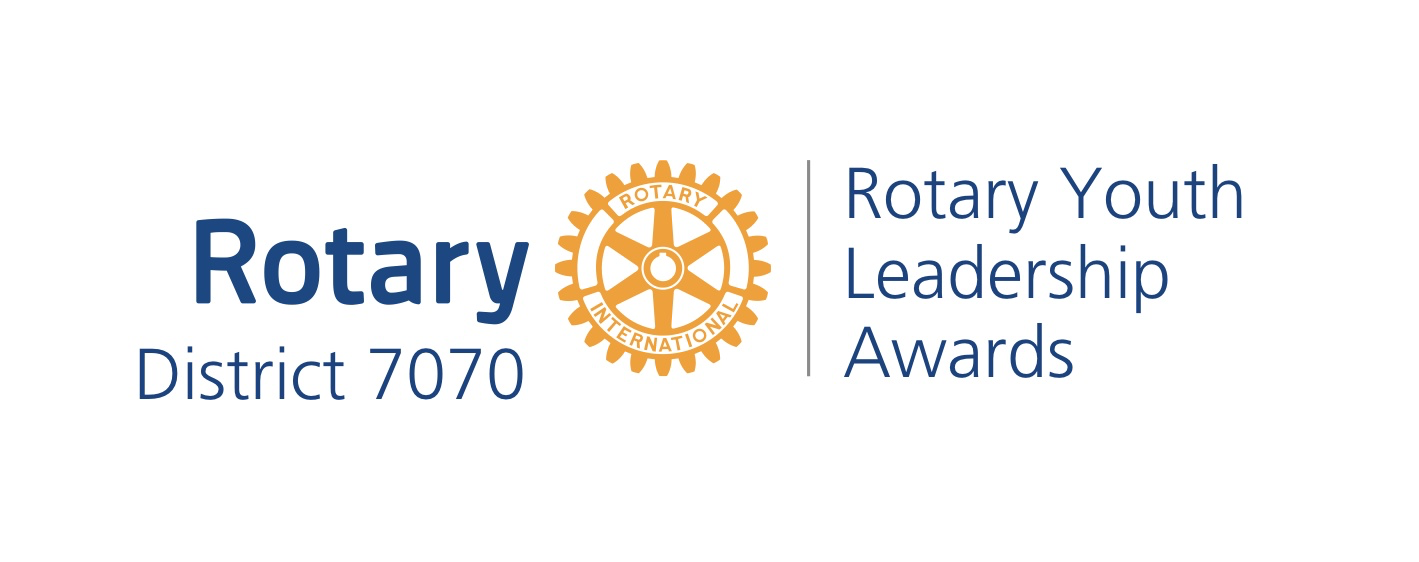 Rotary
District 7070
ROTARY
INTERNATIONAL
Rotary Youth
Leadership
Awards